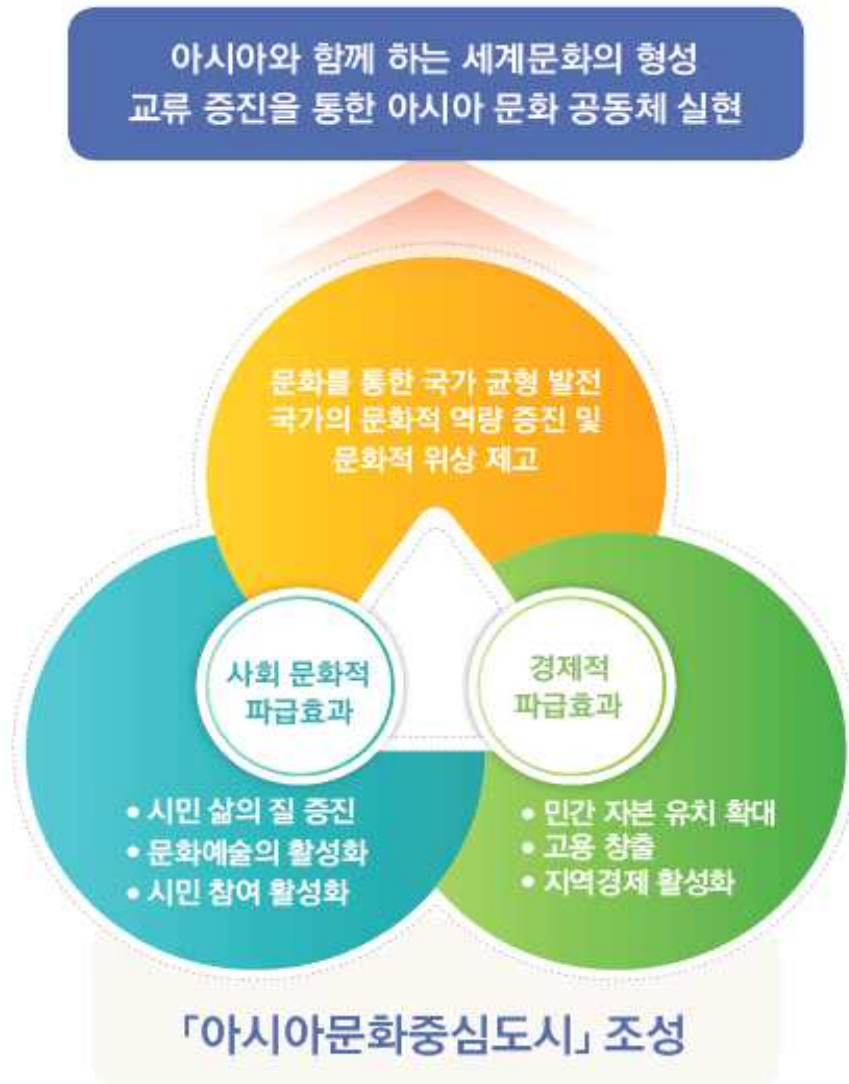 아시아와 함께 하는 세계문화의 형성
교류 증진을 통한 아시아 문화 공동체 실현
문화를 통한 국가 균형 발전
국가의 문화적 역량 증진 및
문화적 위상 제고
사회 문화적
파급효과
• 시민 삶의 질 증진
• 문화예술의 활성화
• 시민 참여 활성화
경제적
파급효과
• 민간 자본 유치 확대
• 고용 창출
• 지역경제 활성화
「아시아문화중심도시」 조성